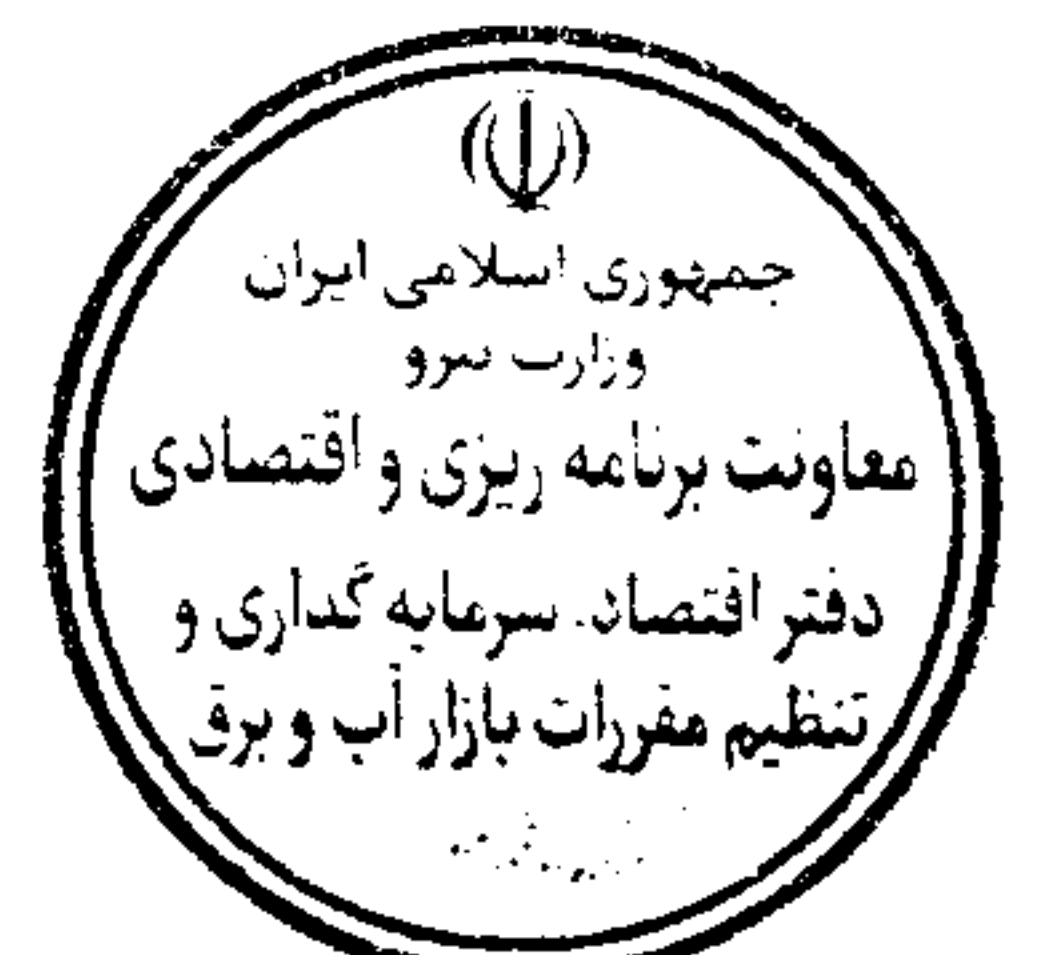 جمهوری اسلامی ایران
وزارت نیرو
معاونت برنامه ریزی و اقتصادی
دفتر اقتصاد، سرمایه گذاری و
تنظیم مقررات بازار آب و برق